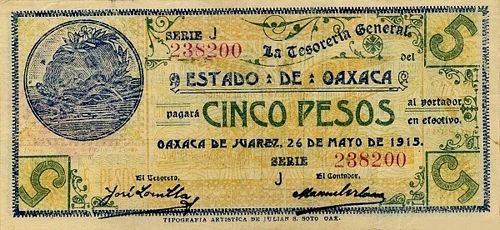 SERIE J
238200
La Tesorería General
del
ESTADO DE OAXACA
pagará CINCO PESOS al portador
en efectivo.
OAXACA DE JUAREZ, 26 DE MAYO DE 1915.
SERIE 238200
J
El Tesorero, El Contador,
5
5
5
TIPOGRAFIA ARTISTICA DE JULIAN S. SOTO OAX.